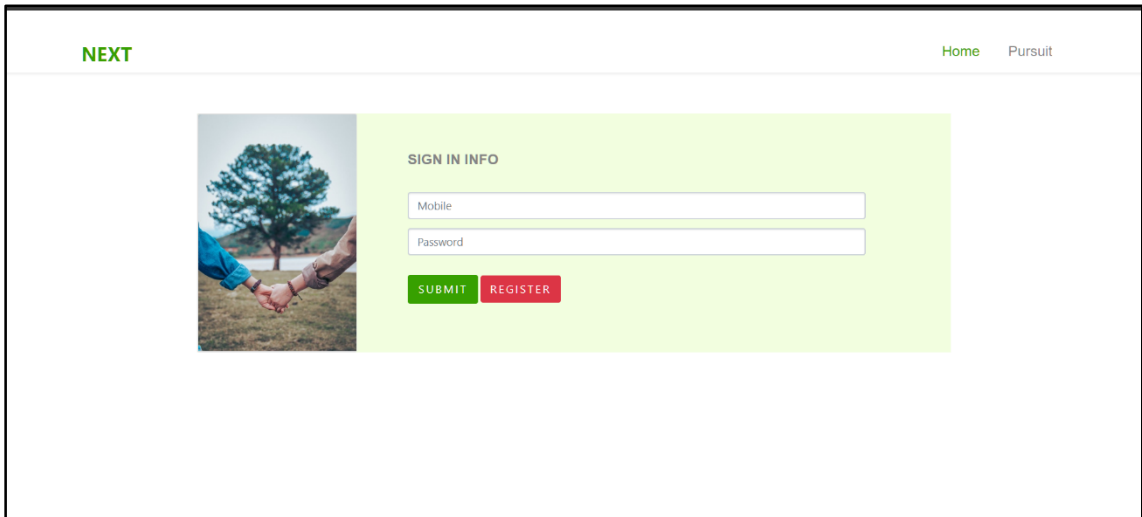 NEXT
Home Pursuit
SIGN IN INFO
Mobile
Password
SUBMIT REGISTER